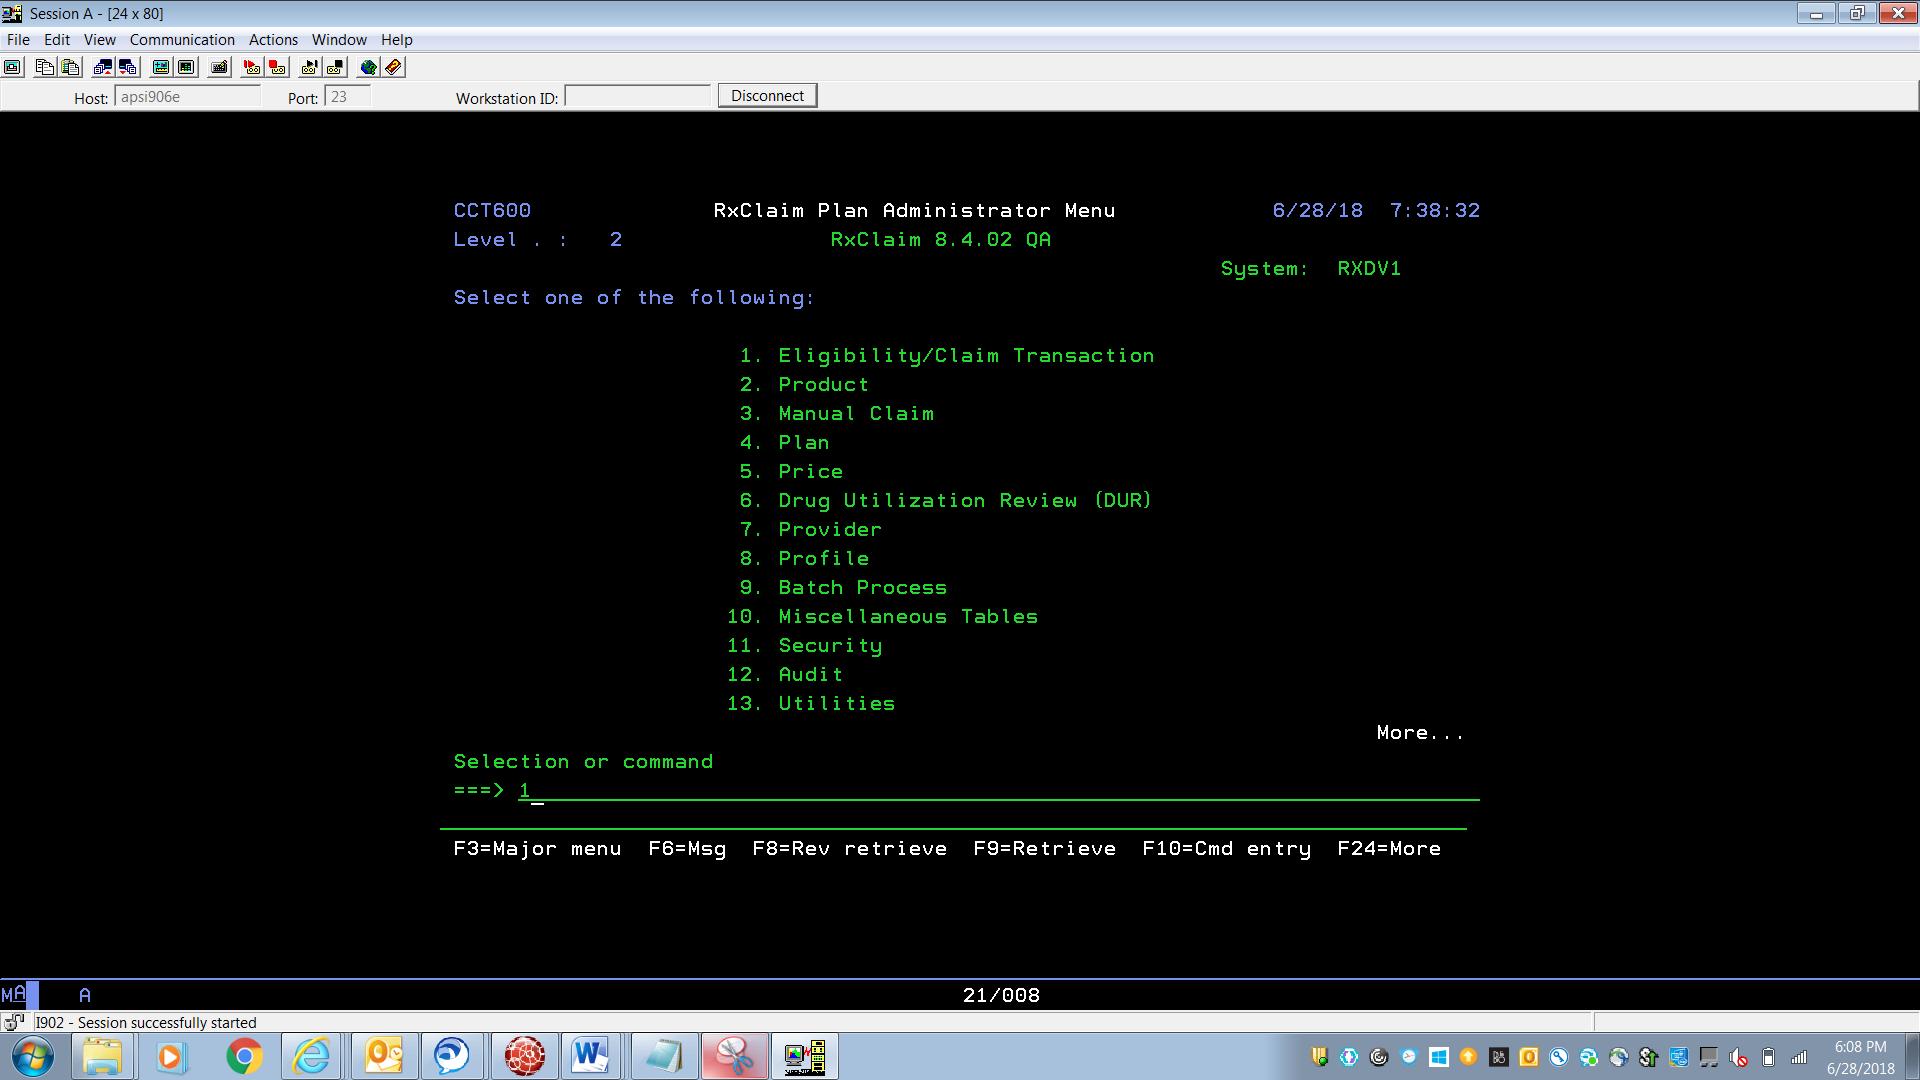 Session A - [24 x 80]
File Edit View Communication Actions Window Help
Host: apsi906e Port: 23 Workstation ID: Disconnect
CCT600 RxClaim Plan Administrator Menu 6/28/18 7:38:32
Level . : 2 RxClaim 8.4.02 QA
System: RXDV1
Select one of the following:
1. Eligibility/Claim Transaction
2. Product
3. Manual Claim
4. Plan
5. Price
6. Drug Utilization Review (DUR)
7. Provider
8. Profile
9. Batch Process
10. Miscellaneous Tables
11. Security
12. Audit
13. Utilities
More...
Selection or command
===> 1
F3=Major menu F6=Msg F8=Rev retrieve F9=Retrieve F10=Cmd entry F24=More
MA A 21/008
I902 - Session successfully started
6:08 PM
6/28/2018